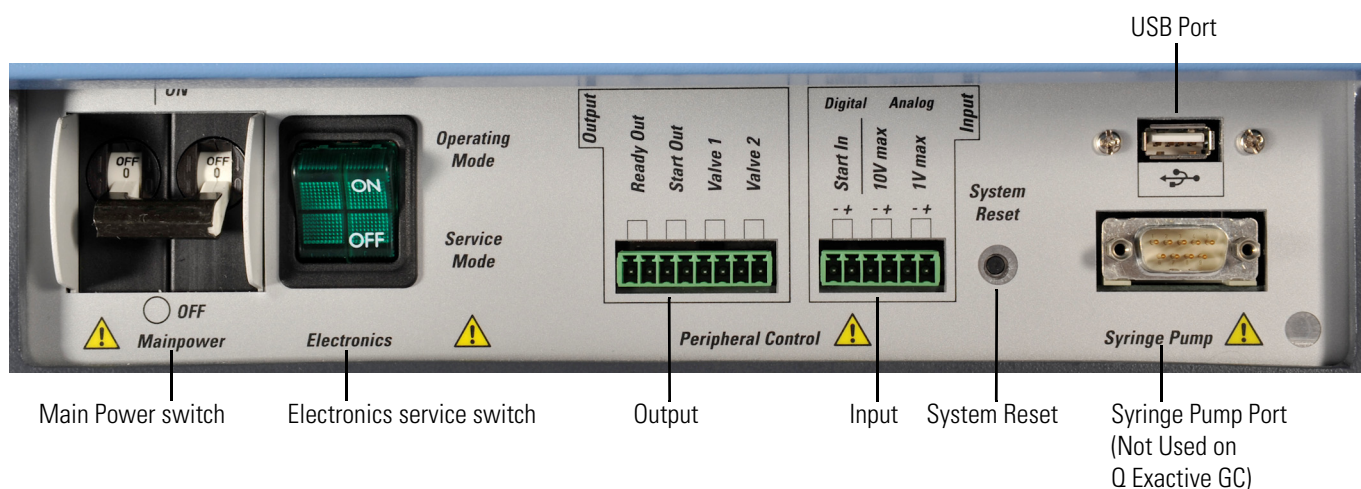 USB Port
ON
OFF
0
OFF
0
ON
OFF
Operating
Mode
Service
Mode
Output
Ready Out
Start Out
Valve 1
Valve 2
Digital Analog
Input
Start In
10V max
1V max
- + - + - +
System
Reset
OFF
Mainpower
Electronics
Peripheral Control
Syringe Pump
Main Power switch
Electronics service switch
Output
Input
System Reset
Syringe Pump Port
(Not Used on
Q Exactive GC)